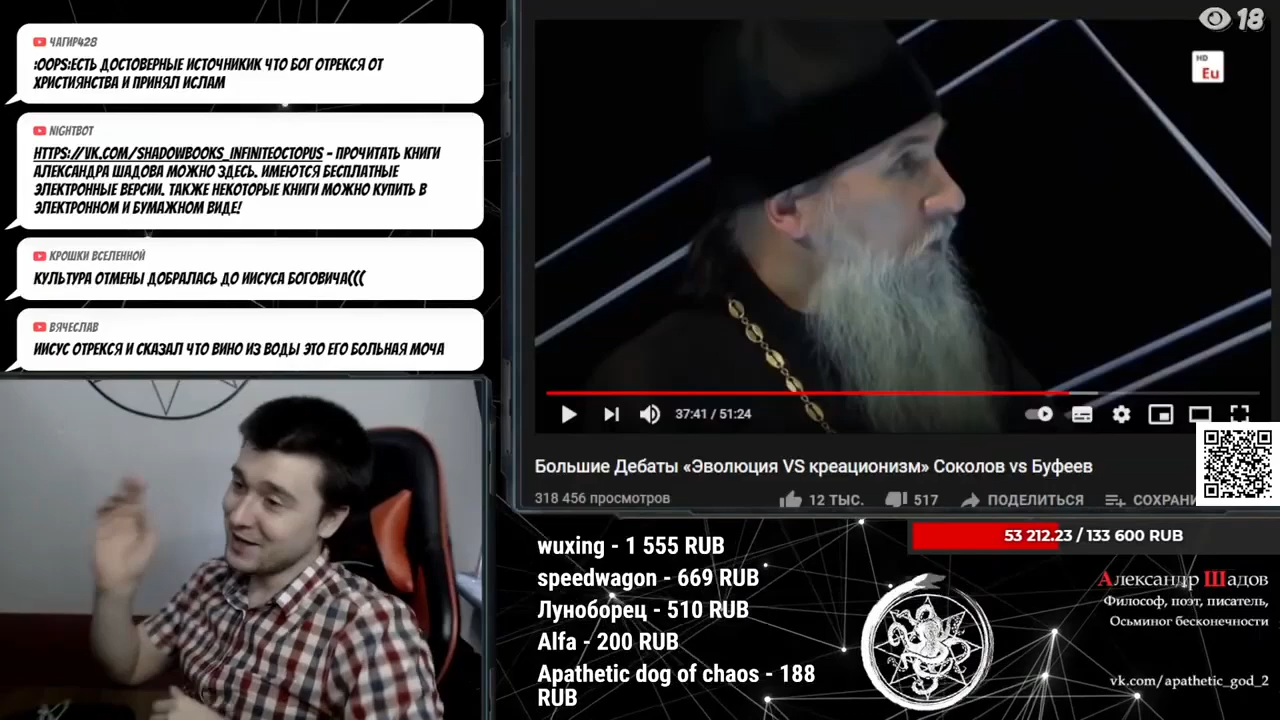 ЧАГИР428
:OOPS:ЕСТЬ ДОСТОВЕРНЫЕ ИСТОЧНИКИК ЧТО БОГ ОТРЕКСЯ ОТ
ХРИСТИЯНСТВА И ПРИНЯЛ ИСЛАМ
NIGHTBOT
HTTPS://VK.COM/SHADOWBOOKS_INFINITEOCTOPUS - ПРОЧИТАТЬ КНИГИ
АЛЕКСАНДРА ШАДОВА МОЖНО ЗДЕСЬ. ИМЕЮТСЯ БЕСПЛАТНЫЕ
ЭЛЕКТРОННЫЕ ВЕРСИИ. ТАКЖЕ НЕКОТОРЫЕ КНИГИ МОЖНО КУПИТЬ В
ЭЛЕКТРОННОМ И БУМАЖНОМ ВИДЕ!
КРОШКИ ВСЕЛЕННОЙ
КУЛЬТУРА ОТМЕНЫ ДОБРАЛАСЬ ДО ИИСУСА БОГОВИЧА(((
ВЯЧЕСЛАВ
ИИСУС ОТРЕКСЯ И СКАЗАЛ ЧТО ВИНО ИЗ ВОДЫ ЭТО ЕГО БОЛЬНАЯ МОЧА
18
HD
Eu
37:41 / 51:24
Большие Дебаты «Эволюция VS креационизм» Соколов vs Буфеев
318 456 просмотров
12 ТЫС.
517
ПОДЕЛИТЬСЯ
СОХРАНИ
53 212.23 / 133 600 RUB
wuxing - 1 555 RUB
speedwagon - 669 RUB
Луноборец - 510 RUB
Alfa - 200 RUB
Apathetic dog of chaos - 188
RUB
Александр Шадов
Философ, поэт, писатель,
Осьминог бесконечности
vk.com/apathetic_god_2